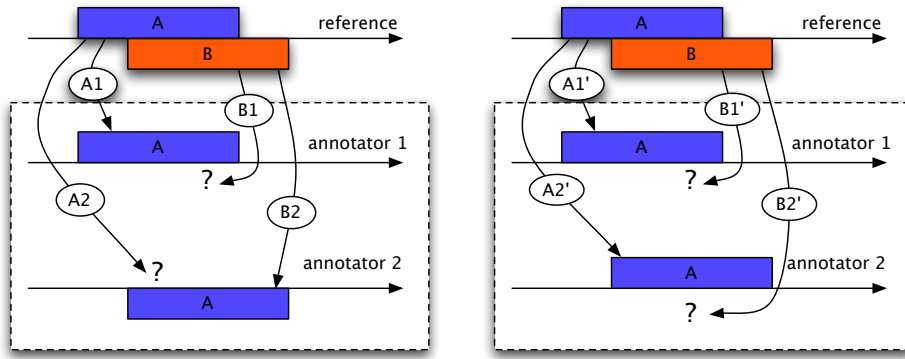 A
reference
B
A1
B1
annotator 1
A
?
A2
B2
annotator 2
?
A
A
reference
B
A1'
B1'
annotator 1
A
?
A2'
B2'
annotator 2
A
?